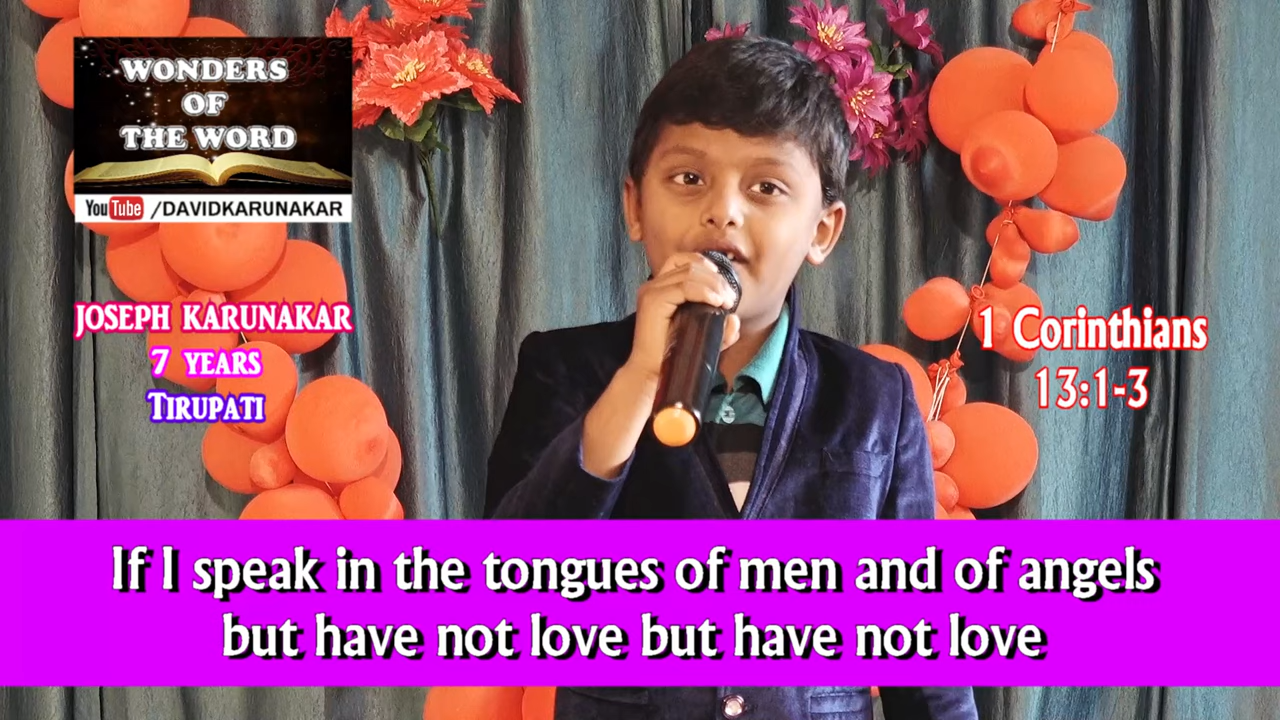 WONDERS
OF
THE WORD
YouTube /DAVIDKARUNAKAR
JOSEPH KARUNAKAR
7 YEARS
TIRUPATI
1 Corinthians
13:1-3
If I speak in the tongues of men and of angels
but have not love but have not love